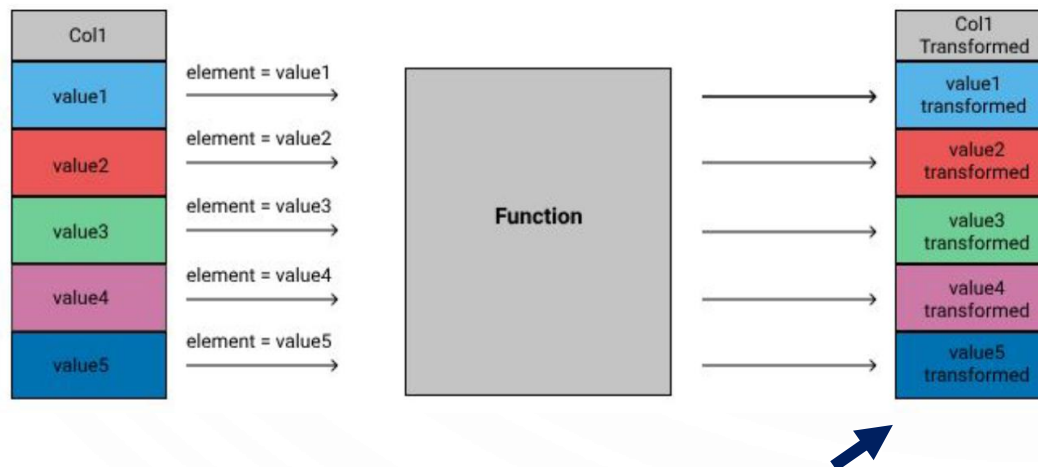 Col1
value1
value2
value3
value4
value5
element = value1
element = value2
element = value3
element = value4
element = value5
Function
Col1
Transformed
value1
transformed
value2
transformed
value3
transformed
value4
transformed
value5
transformed